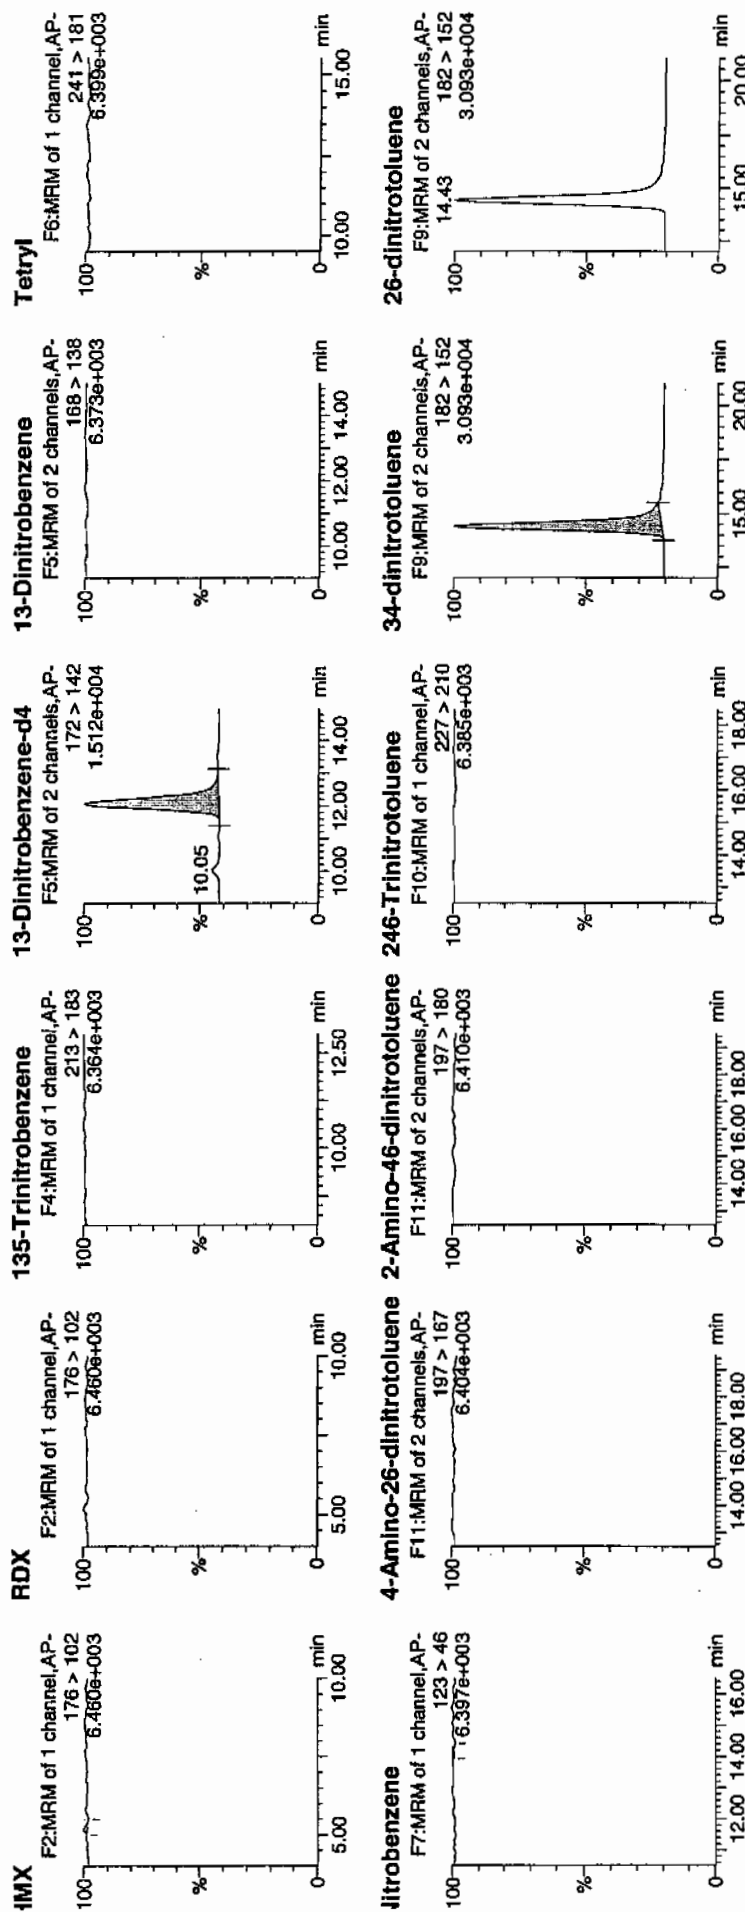 HMX
F2:MRM of 1 channel,AP-
176 > 102
6.460e+003
100
%
0
5.00
10.00
min
RDX
F2:MRM of 1 channel,AP-
176 > 102
6.460e+003
100
%
0
5.00
10.00
min
135-Trinitrobenzene
F4:MRM of 1 channel,AP-
213 > 183
6.364e+003
100
%
0
10.00
12.50
min
13-Dinitrobenzene-d4
F5:MRM of 2 channels,AP-
172 > 142
1.512e+004
100
10.05
%
0
10.00
12.00
14.00
min
13-Dinitrobenzene
F5:MRM of 2 channels,AP-
168 > 138
6.373e+003
100
%
0
10.00
12.00
14.00
min
Tetryl
F6:MRM of 1 channel,AP-
241 > 181
6.399e+003
100
%
0
10.00
15.00
min
Nitrobenzene
F7:MRM of 1 channel,AP-
123 > 46
6.397e+003
100
%
0
12.00
14.00
16.00
min
4-Amino-26-dinitrotoluene
F11:MRM of 2 channels,AP-
197 > 167
6.404e+003
100
%
0
14.00
16.00
18.00
min
2-Amino-46-dinitrotoluene
F11:MRM of 2 channels,AP-
197 > 180
6.410e+003
100
%
0
14.00
16.00
18.00
min
246-Trinitrotoluene
F10:MRM of 1 channel,AP-
227 > 210
6.385e+003
100
%
0
14.00
16.00
18.00
min
34-dinitrotoluene
F9:MRM of 2 channels,AP-
182 > 152
3.093e+004
100
%
0
15.00
20.00
min
26-dinitrotoluene
F9:MRM of 2 channels,AP-
182 > 152
3.093e+004
14.43
100
%
0
15.00
20.00
min